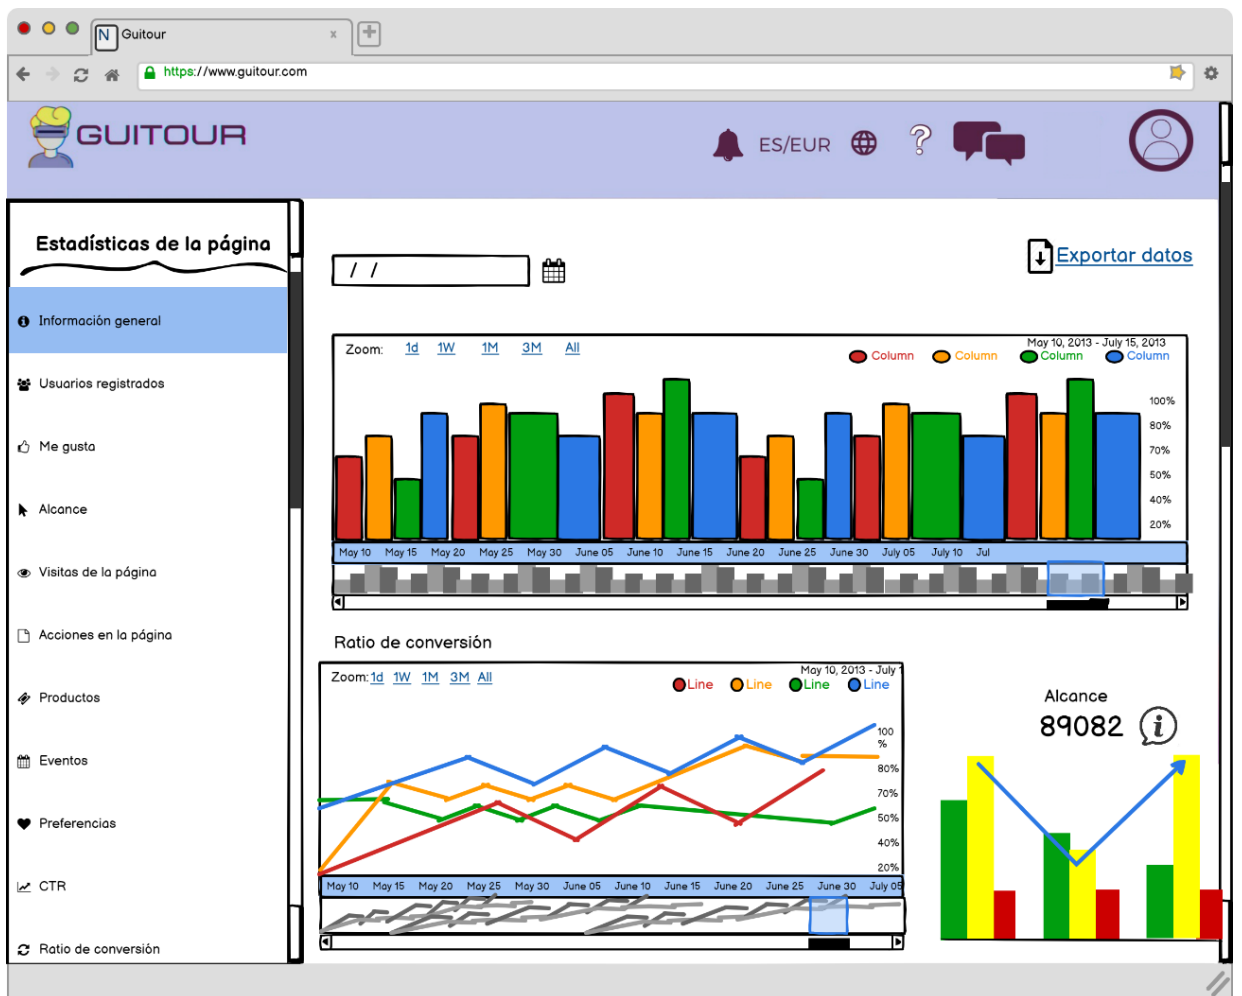 N Guitour x
https://www.guitour.com
GUITOUR
ES/EUR ?
Estadísticas de la página
Información general
Usuarios registrados
Me gusta
Alcance
Visitas de la página
Acciones en la página
Productos
Eventos
Preferencias
CTR
Ratio de conversión
/ /
Exportar datos
Zoom: 1d 1W 1M 3M All
May 10, 2013 - July 15, 2013
Column Column Column Column
100%
80%
70%
50%
40%
20%
May 10 May 15 May 20 May 25 May 30 June 05 June 10 June 15 June 20 June 25 June 30 July 05 July 10 Jul
Ratio de conversión
Zoom: 1d 1W 1M 3M All
May 10, 2013 - July 1
Line Line Line Line
100
%
80%
70%
50%
40%
20%
May 10 May 15 May 20 May 25 May 30 June 05 June 10 June 15 June 20 June 25 June 30 July 05
Alcance
89082 i